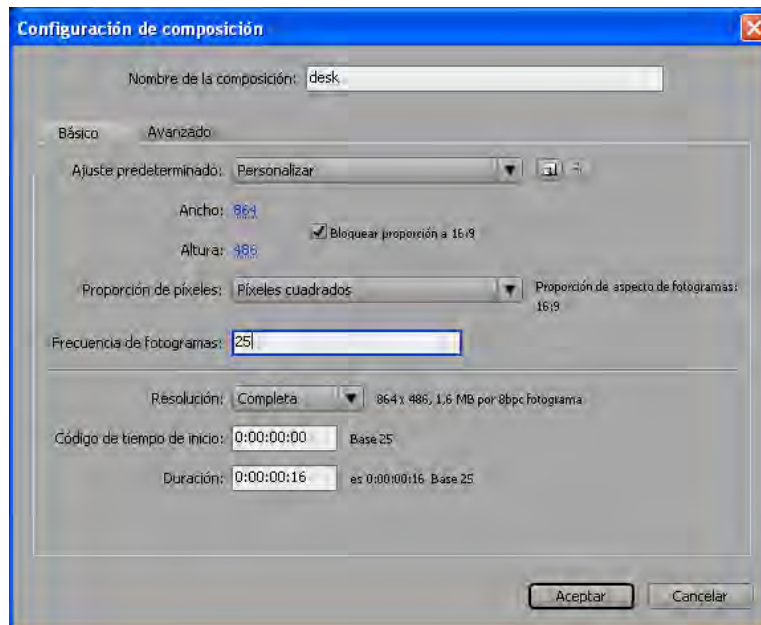 Configuración de composición
Nombre de la composición: desk
Básico Avanzado
Ajuste predeterminado: Personalizar
Ancho: 864
Bloquear proporción a 16:9
Altura: 486
Proporción de píxeles: Píxeles cuadrados
Proporción de aspecto de fotogramas:
16:9
Frecuencia de fotogramas: 25
Resolución: Completa 864 x 486, 1,6 MB por 8bpc fotograma
Código de tiempo de inicio: 0:00:00:00 Base 25
Duración: 0:00:00:16 es 0:00:00:16 Base 25
Aceptar Cancelar